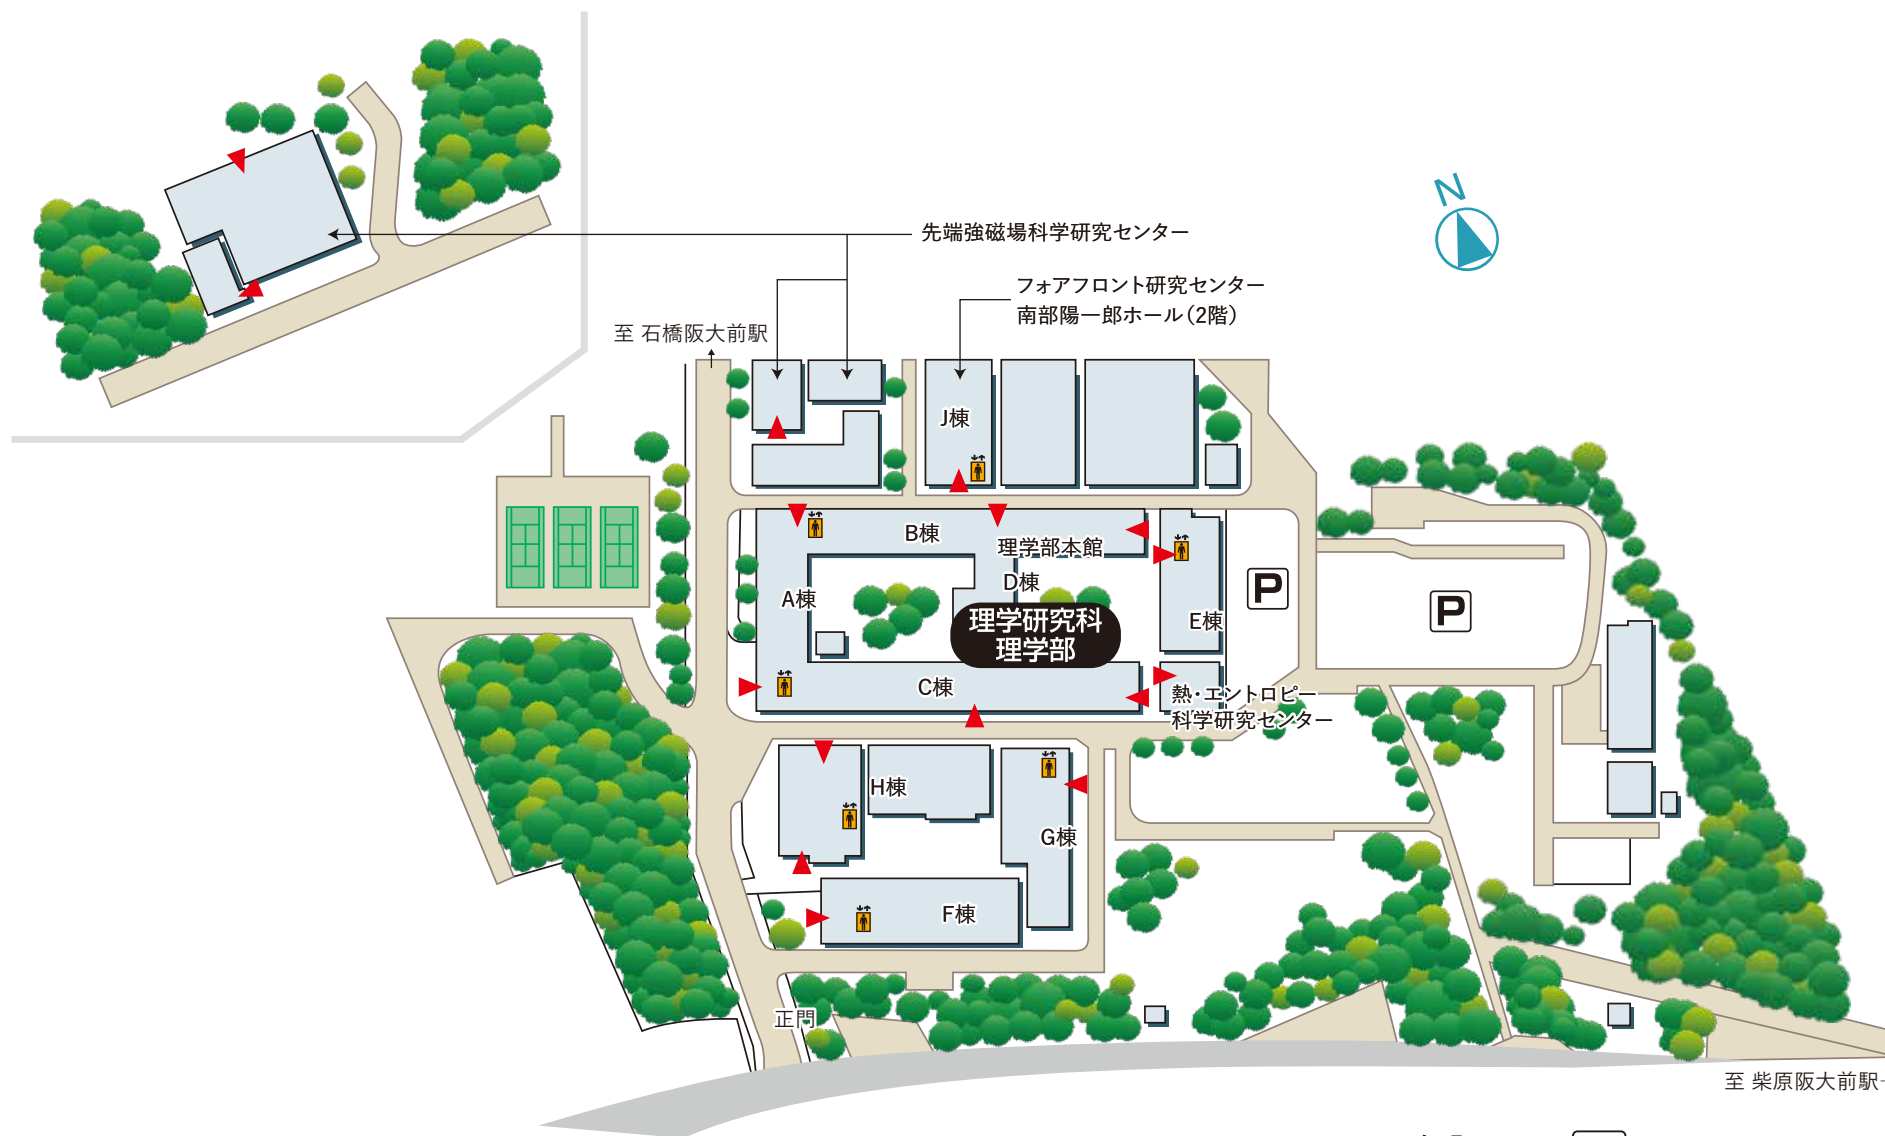 N
先端強磁場科学研究センター
フォアフロント研究センター
南部陽一郎ホール(2階)
至 石橋阪大前駅
J棟
B棟
理学部本館
D棟
A棟
理学研究科
理学部
E棟
P
P
C棟
熱・エントロピー
科学研究センター
H棟
G棟
F棟
正門
至 柴原阪大前駅